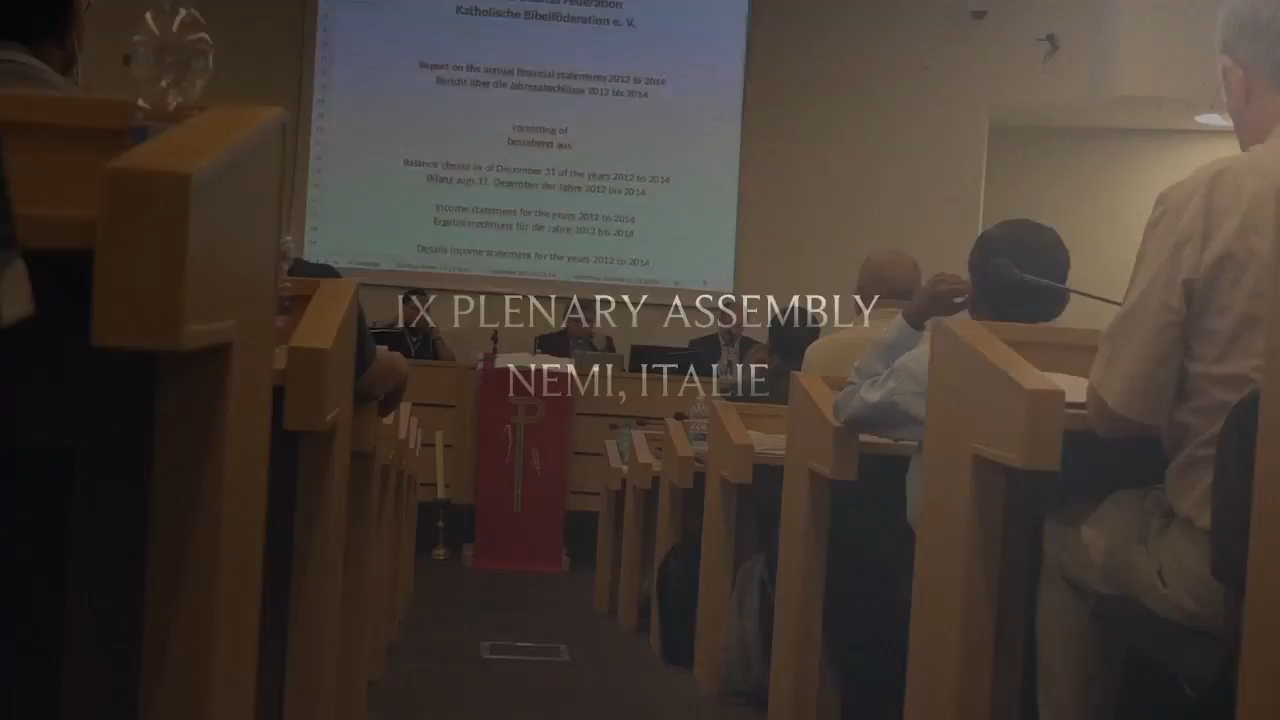 Federation
Katholische Bibelföderation e. V.
Report on the annual financial statements 2012 to 2014
Bericht über die Jahresabschlüsse 2012 bis 2014
consisting of
bestehend aus
Balance sheets as of December 31 of the years 2012 to 2014
Bilanz zum 31. Dezember der Jahre 2012 bis 2014
Income statement for the years 2012 to 2014
Ergebnisrechnung für die Jahre 2012 bis 2014
Details income statement for the years 2012 to 2014
IX PLENARY ASSEMBLY
NEMI, ITALIE